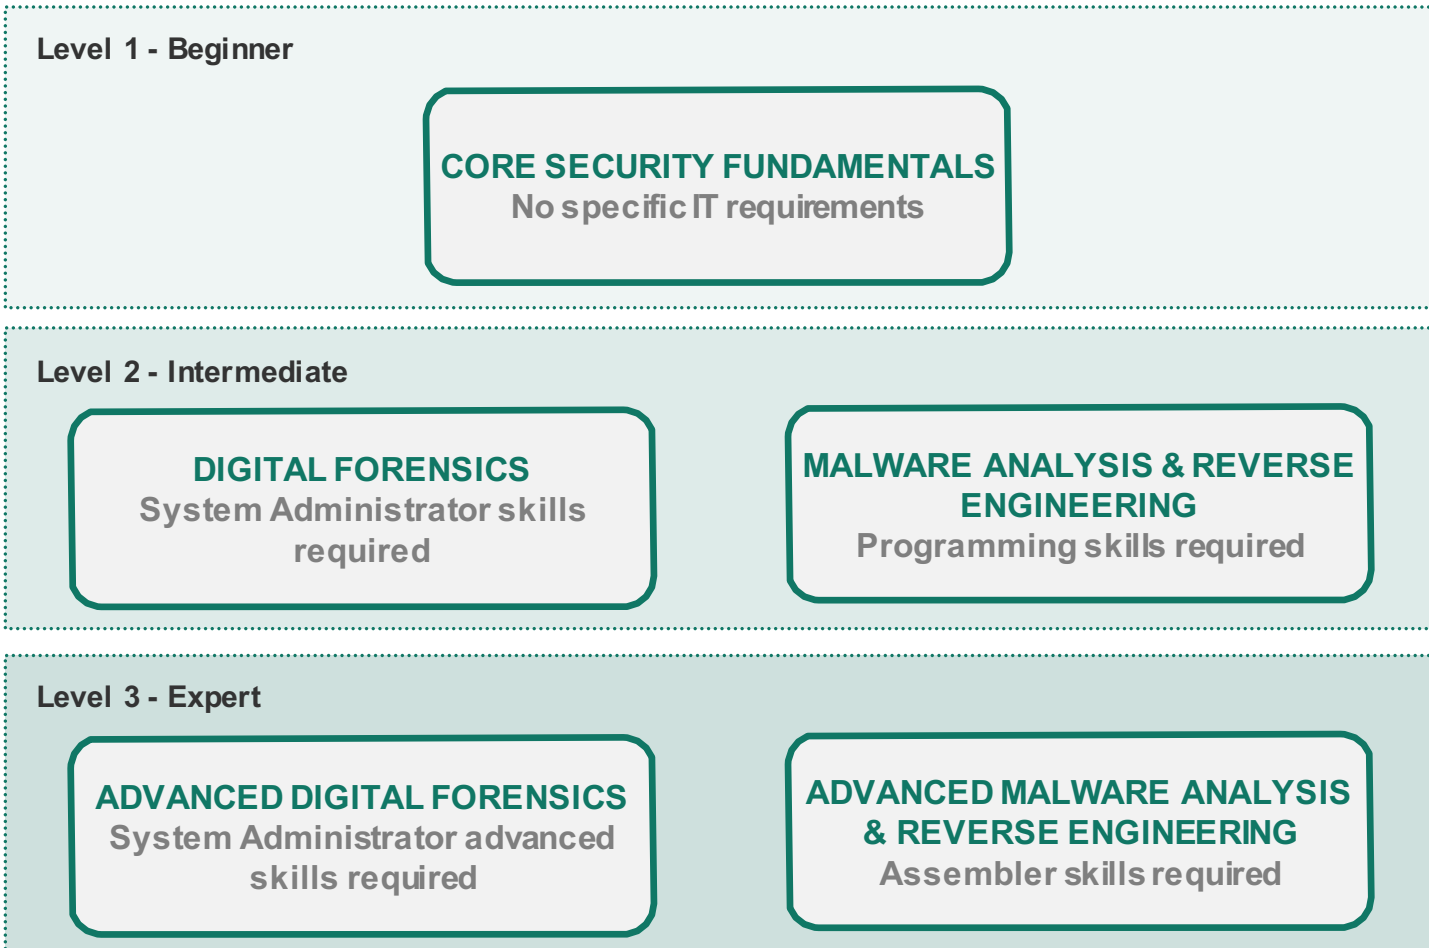 Level 1 - Beginner
CORE SECURITY FUNDAMENTALS
No specific IT requirements
Level 2 - Intermediate
DIGITAL FORENSICS
System Administrator skills
required
MALWARE ANALYSIS & REVERSE
ENGINEERING
Programming skills required
Level 3 - Expert
ADVANCED DIGITAL FORENSICS
System Administrator advanced
skills required
ADVANCED MALWARE ANALYSIS
& REVERSE ENGINEERING
Assembler skills required